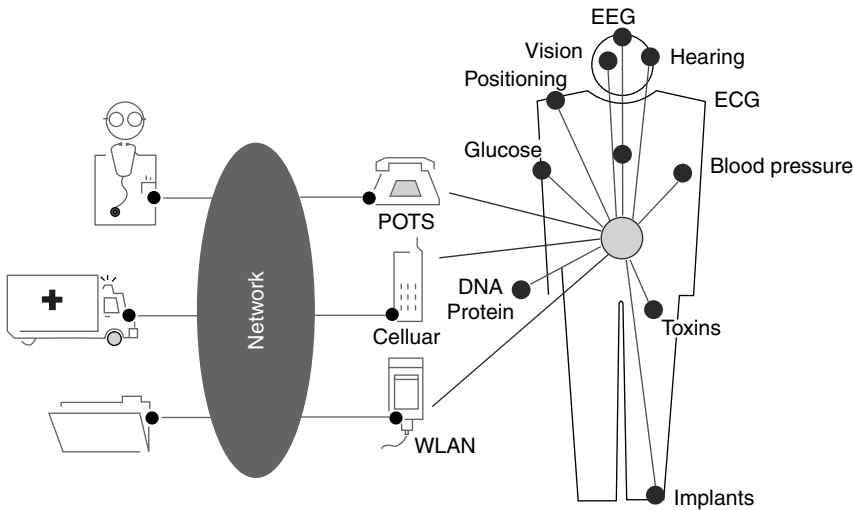 EEG
Vision
Hearing
Positioning
ECG
Glucose
Blood pressure
POTS
Network
DNA
Protein
Celluar
Toxins
WLAN
Implants